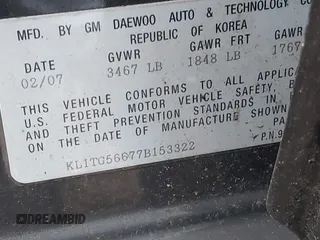 MFD. BY GM DAEWOO AUTO & TECHNOLOGY CO
REPUBLIC OF KOREA
DATE GVWR GAWR FRT GAWR
02/07 3467 LB 1848 LB 1767
THIS VEHICLE CONFORMS TO ALL
U.S. FEDERAL MOTOR VEHICLE SAFETY, B
AND THEFT PREVENTION STANDARDS IN
THE DATE OF MANUFACTURE SHOWN
PA
P.N.9
KL1TG56677B153322
DREAMBID